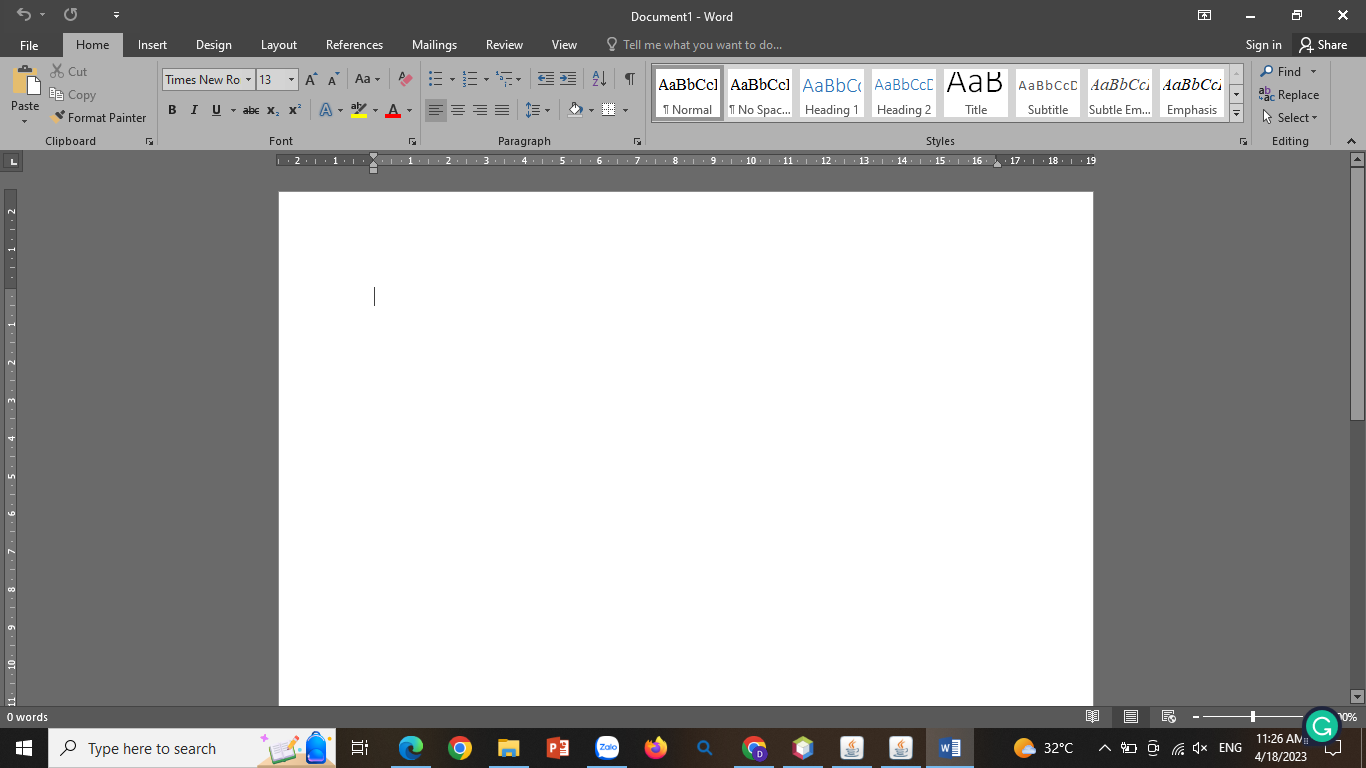 Document1 - Word
File Home Insert Design Layout References Mailings Review View Tell me what you want to do... Sign in Share
Paste
Cut
Copy
Format Painter
Clipboard
Times New Ro 13
Aa
B I U abc x₂ x²
A ab A
Font
Paragraph
AaBbCcI AaBbCcI AaBbCc AaBbCcD AaB AaBbCcD AaBbCcI AaBbCcI
¶ Normal ¶ No Spac... Heading 1 Heading 2 Title Subtitle Subtle Em... Emphasis
Styles
Find
Replace
Select
Editing
L
2 1 1 2 3 4 5 6 7 8 9 10 11 12 13 14 15 16 17 18 19
2
1
1
2
3
4
5
6
7
8
9
10
11
0 words
Type here to search
Zalo
D
32°C
ENG
11:26 AM
4/18/2023
G